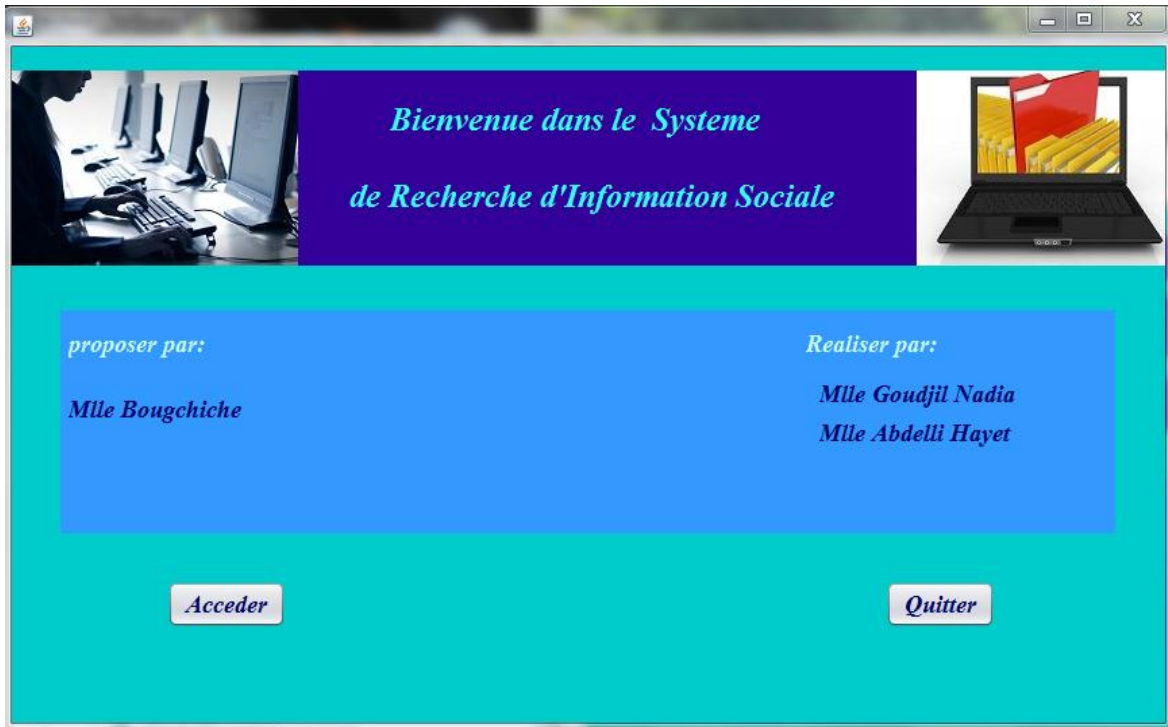 Bienvenue dans le Systeme
de Recherche d'Information Sociale
proposer par:
Mlle Bougchiche
Realiser par:
Mlle Goudjil Nadia
Mlle Abdelli Hayet
Acceder
Quitter